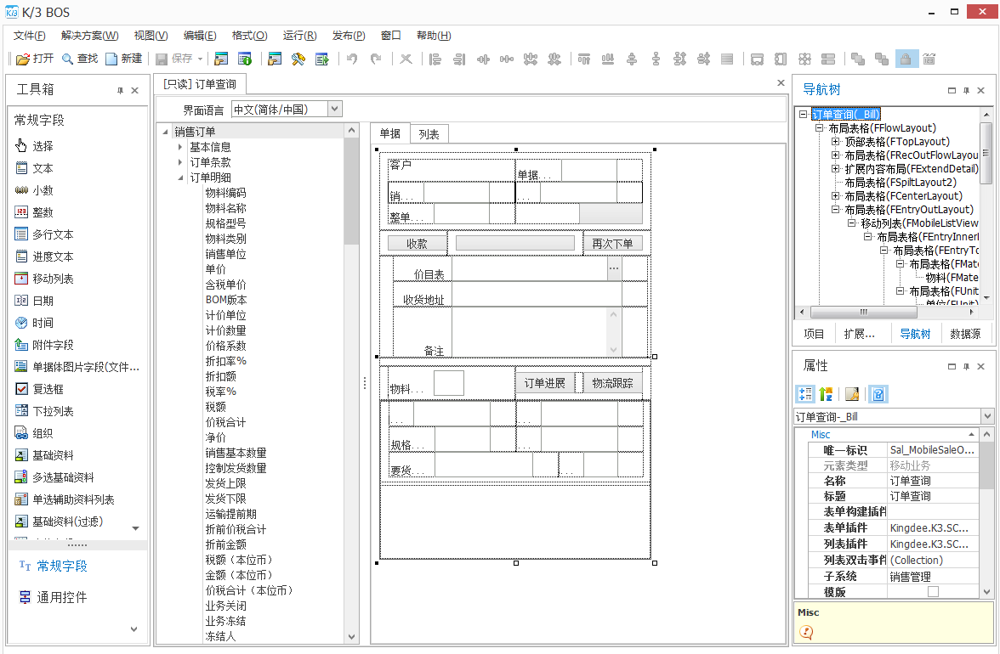 K/3 BOS
文件(F) 解决方案(W) 视图(V) 编辑(E) 格式(O) 运行(R) 发布(P) 窗口 帮助(H)
打开 查找 新建 保存
工具箱
常规字段
选择
文本
小数
整数
多行文本
进度文本
移动列表
日期
时间
附件字段
单据体图片字段(文件...
复选框
下拉列表
组织
基础资料
多选基础资料
单选辅助资料列表
基础资料(过滤)
常规字段
通用控件
[只读] 订单查询
界面语言 中文(简体/中国)
销售订单
基本信息
订单条款
订单明细
物料编码
物料名称
规格型号
物料类别
销售单位
单价
含税单价
BOM版本
计价单位
计价数量
价格系数
折扣率%
折扣额
税率%
税额
价税合计
净价
销售基本数量
控制发货数量
发货上限
发货下限
运输提前期
折前价税合计
折前金额
税额（本位币）
金额（本位币）
价税合计（本位币）
业务关闭
业务冻结
冻结人
单据 列表
客户 单据...
销... ...
整单...
收款 再次下单
价目表 ...
收货地址
备注
物料... 订单进展 物流跟踪
... ...
规格... ...
要货... ...
导航树
订单查询(_Bill)
布局表格(FFlowLayout)
顶部表格(FTopLayout)
布局表格(FRecOutFlowLayou
扩展内容布局(FExtendDetail)
布局表格(FSpiltLayout2)
布局表格(FCenterLayout)
布局表格(FEntryOutLayout)
移动列表(FMobileListView
布局表格(FEntryInnerl
布局表格(FEntryTo
布局表格(FMate
物料(FMate
布局表格(FUnit
单位(FUnit)
项目 扩展... 导航树 数据源
属性
订单查询-_Bill
Misc
唯一标识 Sal_MobileSaleO...
元素类型 移动业务
名称 订单查询
标题 订单查询
表单构建插件
表单插件 Kingdee.K3.SC...
列表插件 Kingdee.K3.SC...
列表双击事件 (Collection)
子系统 销售管理
模版
Misc